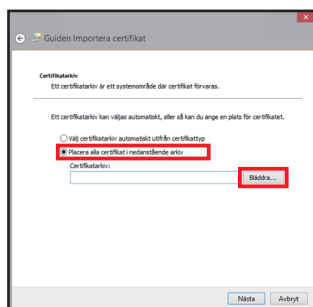 Guiden Importera certifikat
Certifikatarkiv
Ett certifikatarkiv är ett systemområde där certifikat förvaras.
Ett certifikatarkiv kan väljas automatiskt, eller så kan du ange en plats för certifikatet.
Välj certifikatarkiv automatiskt utifrån certifikattyp
Placera alla certifikat i nedanstående arkiv
Certifikatarkiv:
Bläddra...
Nästa Avbryt